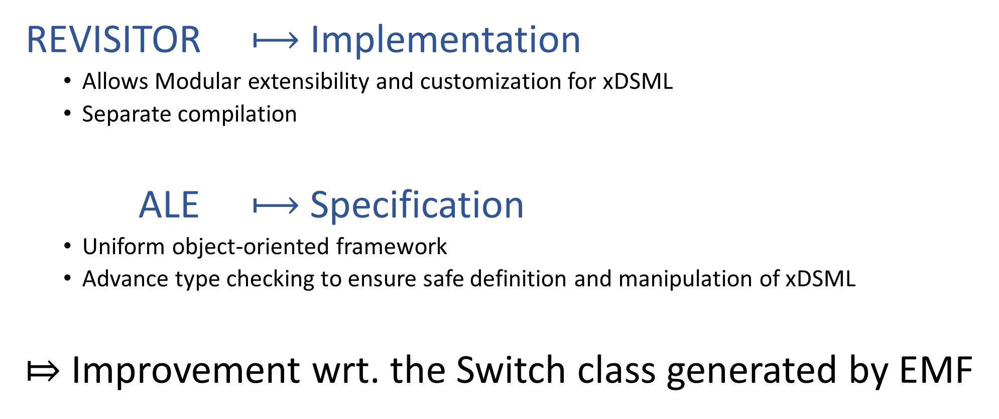 REVISITOR ⟼ Implementation
• Allows Modular extensibility and customization for xDSML
• Separate compilation
ALE ⟼ Specification
• Uniform object-oriented framework
• Advance type checking to ensure safe definition and manipulation of xDSML
⤇ Improvement wrt. the Switch class generated by EMF